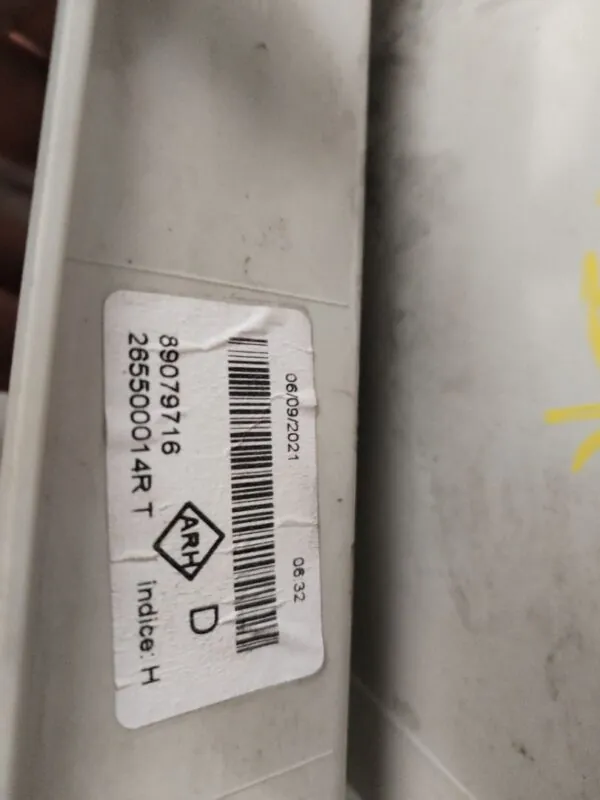 06/09/2021 06:32
89079716
265500014R T
ARH
D
indice: H